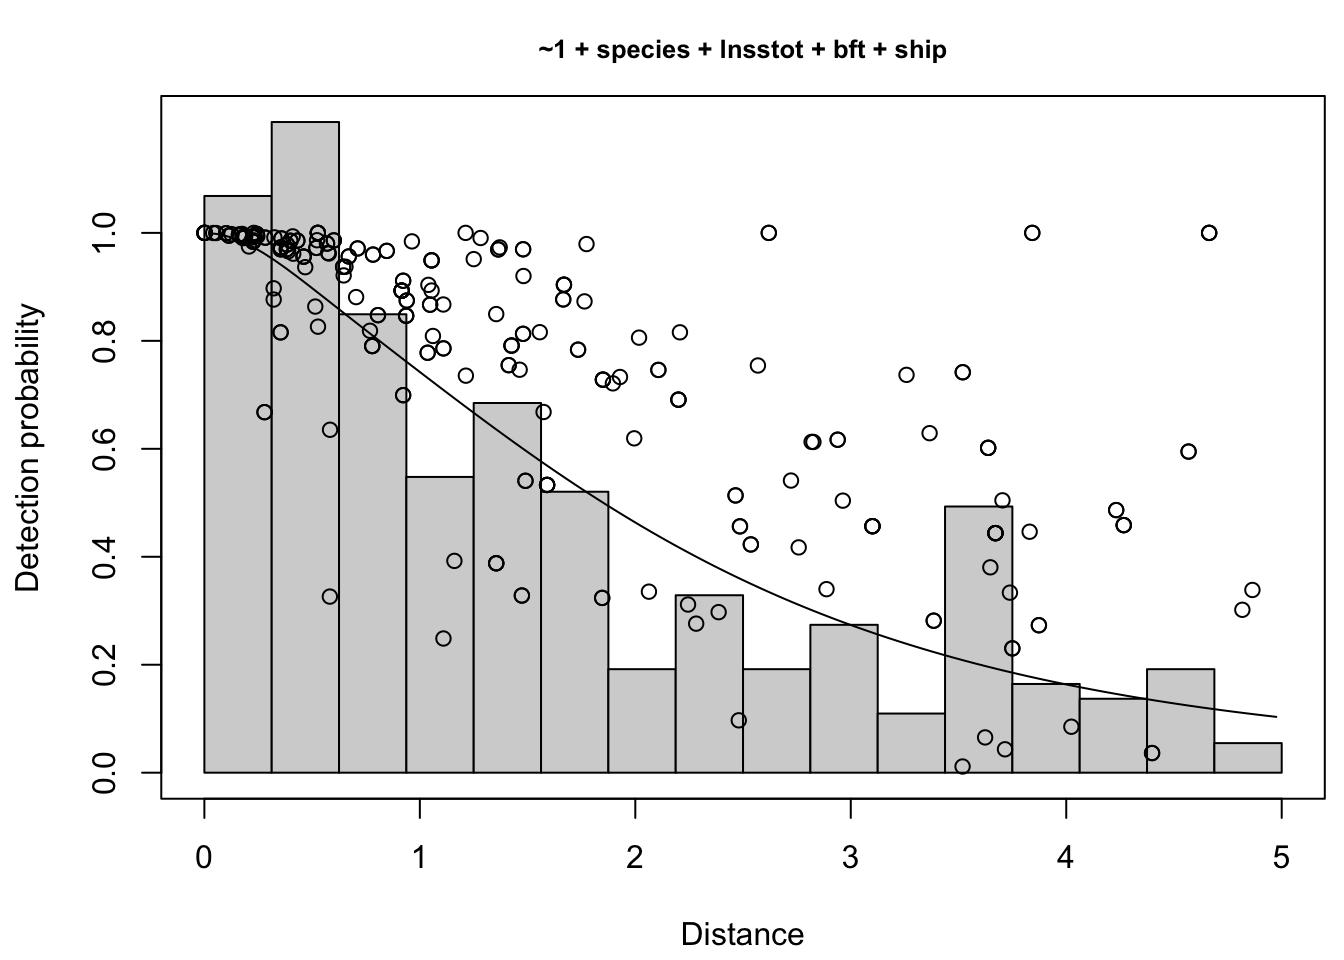 ~1 + species + lnsstot + bft + ship
Detection probability
1.0
0.8
0.6
0.4
0.2
0.0
0 1 2 3 4 5
Distance